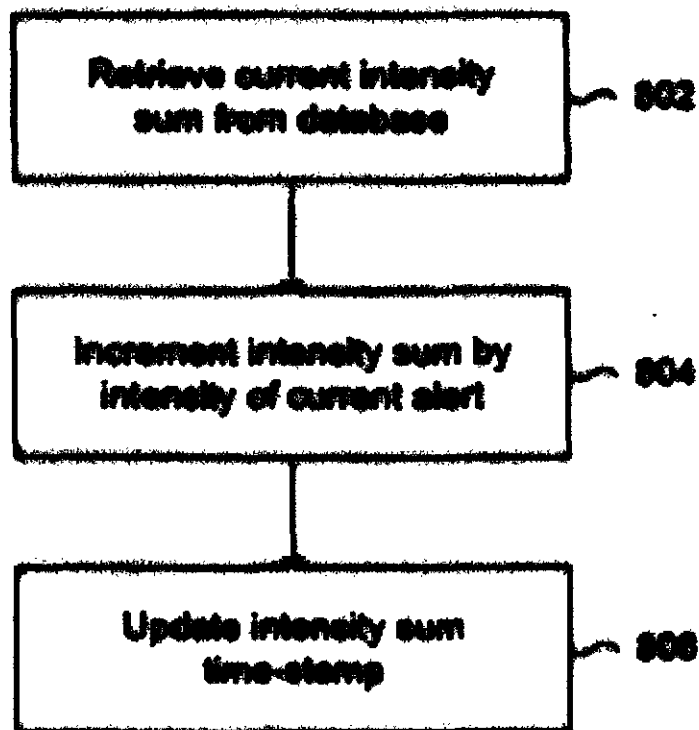 Retrieve current intensity
sum from database
802
Increment intensity sum by
intensity of current alert
804
Update intensity sum
time-stamp
806